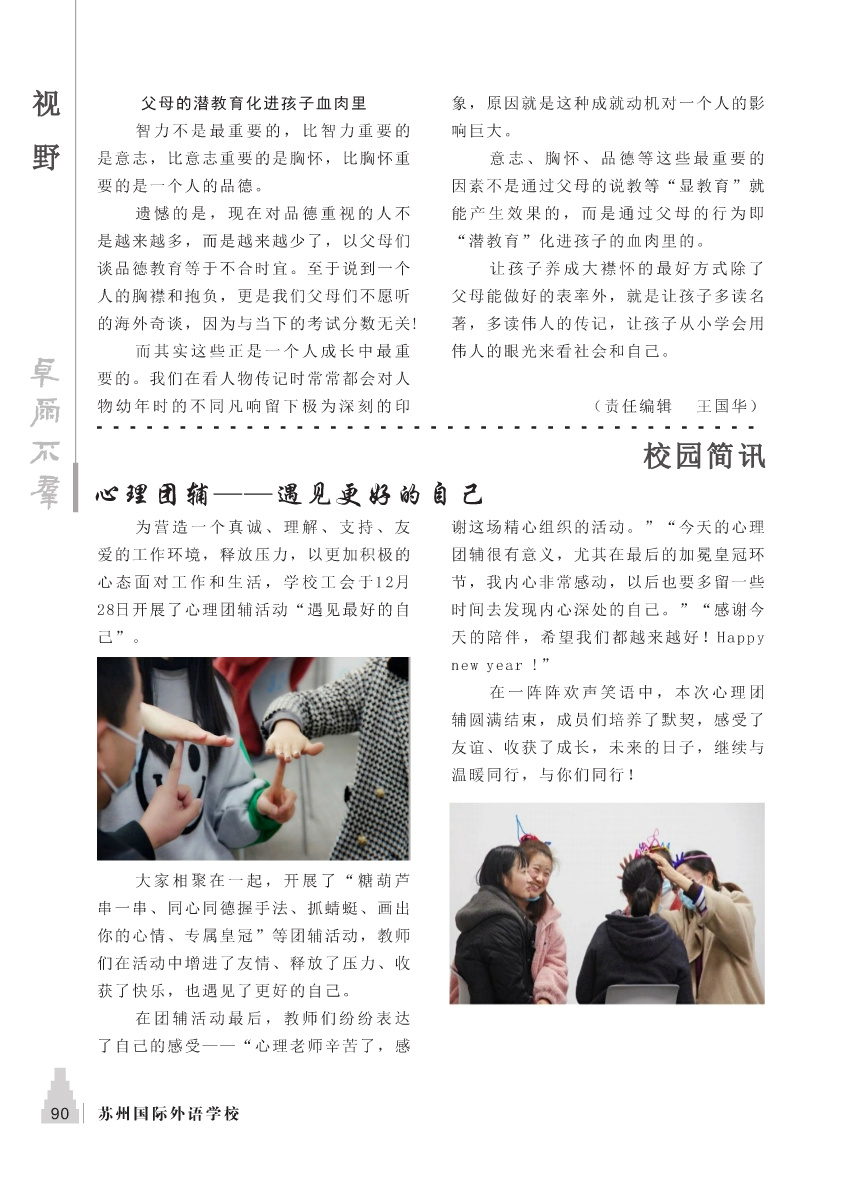 视
野
卓尔不群
父母的潜教育化进孩子血肉里
智力不是最重要的，比智力重要的
是意志，比意志重要的是胸怀，比胸怀重
要的是一个人的品德。
遗憾的是，现在对品德重视的人不
是越来越多，而是越来越少了，以父母们
谈品德教育等于不合时宜。至于说到一个
人的胸襟和抱负，更是我们父母们不愿听
的海外奇谈，因为与当下的考试分数无关!
而其实这些正是一个人成长中最重
要的。我们在看人物传记时常常都会对人
物幼年时的不同凡响留下极为深刻的印
象，原因就是这种成就动机对一个人的影
响巨大。
意志、胸怀、品德等这些最重要的
因素不是通过父母的说教等“显教育”就
能产生效果的，而是通过父母的行为即
“潜教育”化进孩子的血肉里的。
让孩子养成大襟怀的最好方式除了
父母能做好的表率外，就是让孩子多读名
著，多读伟人的传记，让孩子从小学会用
伟人的眼光来看社会和自己。
（责任编辑 王国华）
校园简讯
心理团辅——遇见更好的自己
为营造一个真诚、理解、支持、友
爱的工作环境，释放压力，以更加积极的
心态面对工作和生活，学校工会于12月
28日开展了心理团辅活动“遇见最好的自
己”。
大家相聚在一起，开展了“糖葫芦
串一串、同心同德握手法、抓蜻蜓、画出
你的心情、专属皇冠”等团辅活动，教师
们在活动中增进了友情、释放了压力、收
获了快乐，也遇见了更好的自己。
在团辅活动最后，教师们纷纷表达
了自己的感受——“心理老师辛苦了，感
谢这场精心组织的活动。”“今天的心理
团辅很有意义，尤其在最后的加冕皇冠环
节，我内心非常感动，以后也要多留一些
时间去发现内心深处的自己。”“感谢今
天的陪伴，希望我们都越来越好！Happy
new year！”
在一阵阵欢声笑语中，本次心理团
辅圆满结束，成员们培养了默契，感受了
友谊、收获了成长，未来的日子，继续与
温暖同行，与你们同行！
90 苏州国际外语学校